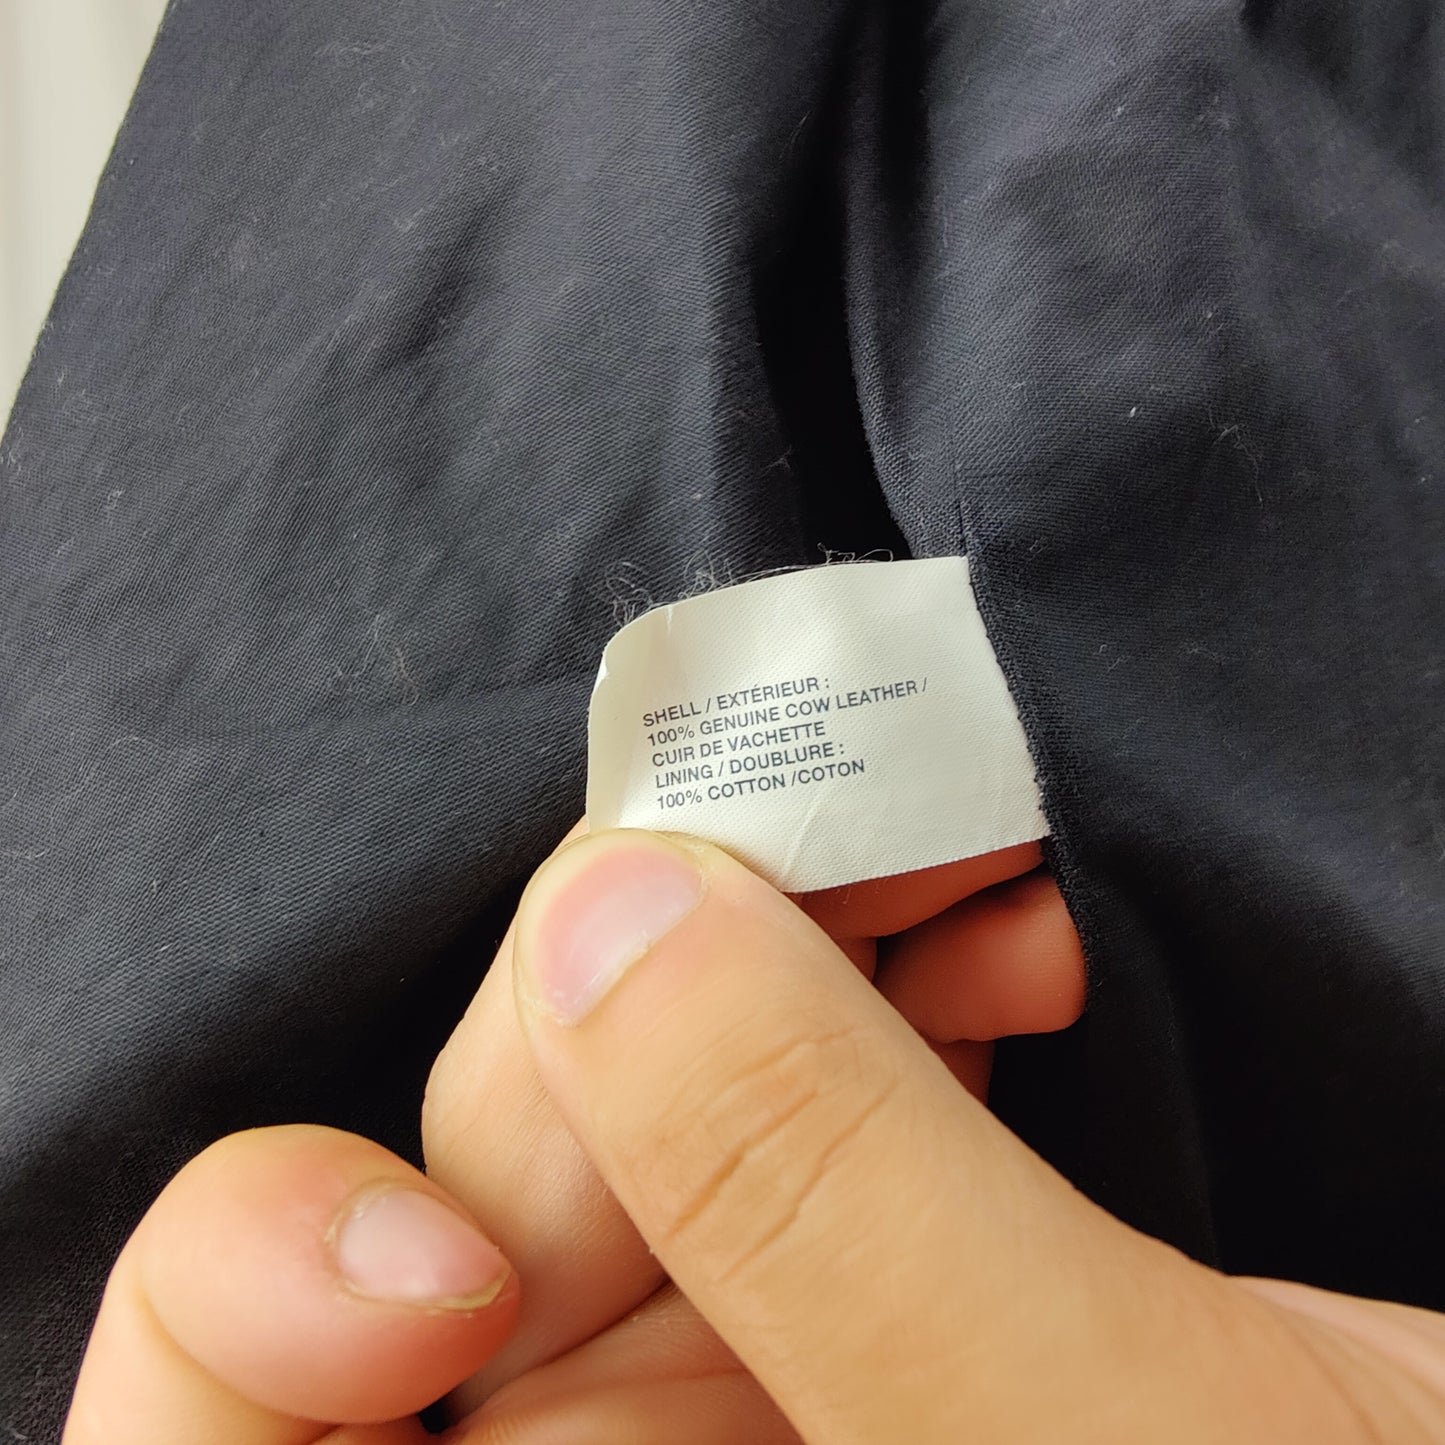 SHELL / EXTÉRIEUR :
100% GENUINE COW LEATHER /
CUIR DE VACHETTE
LINING / DOUBLURE :
100% COTTON /COTON